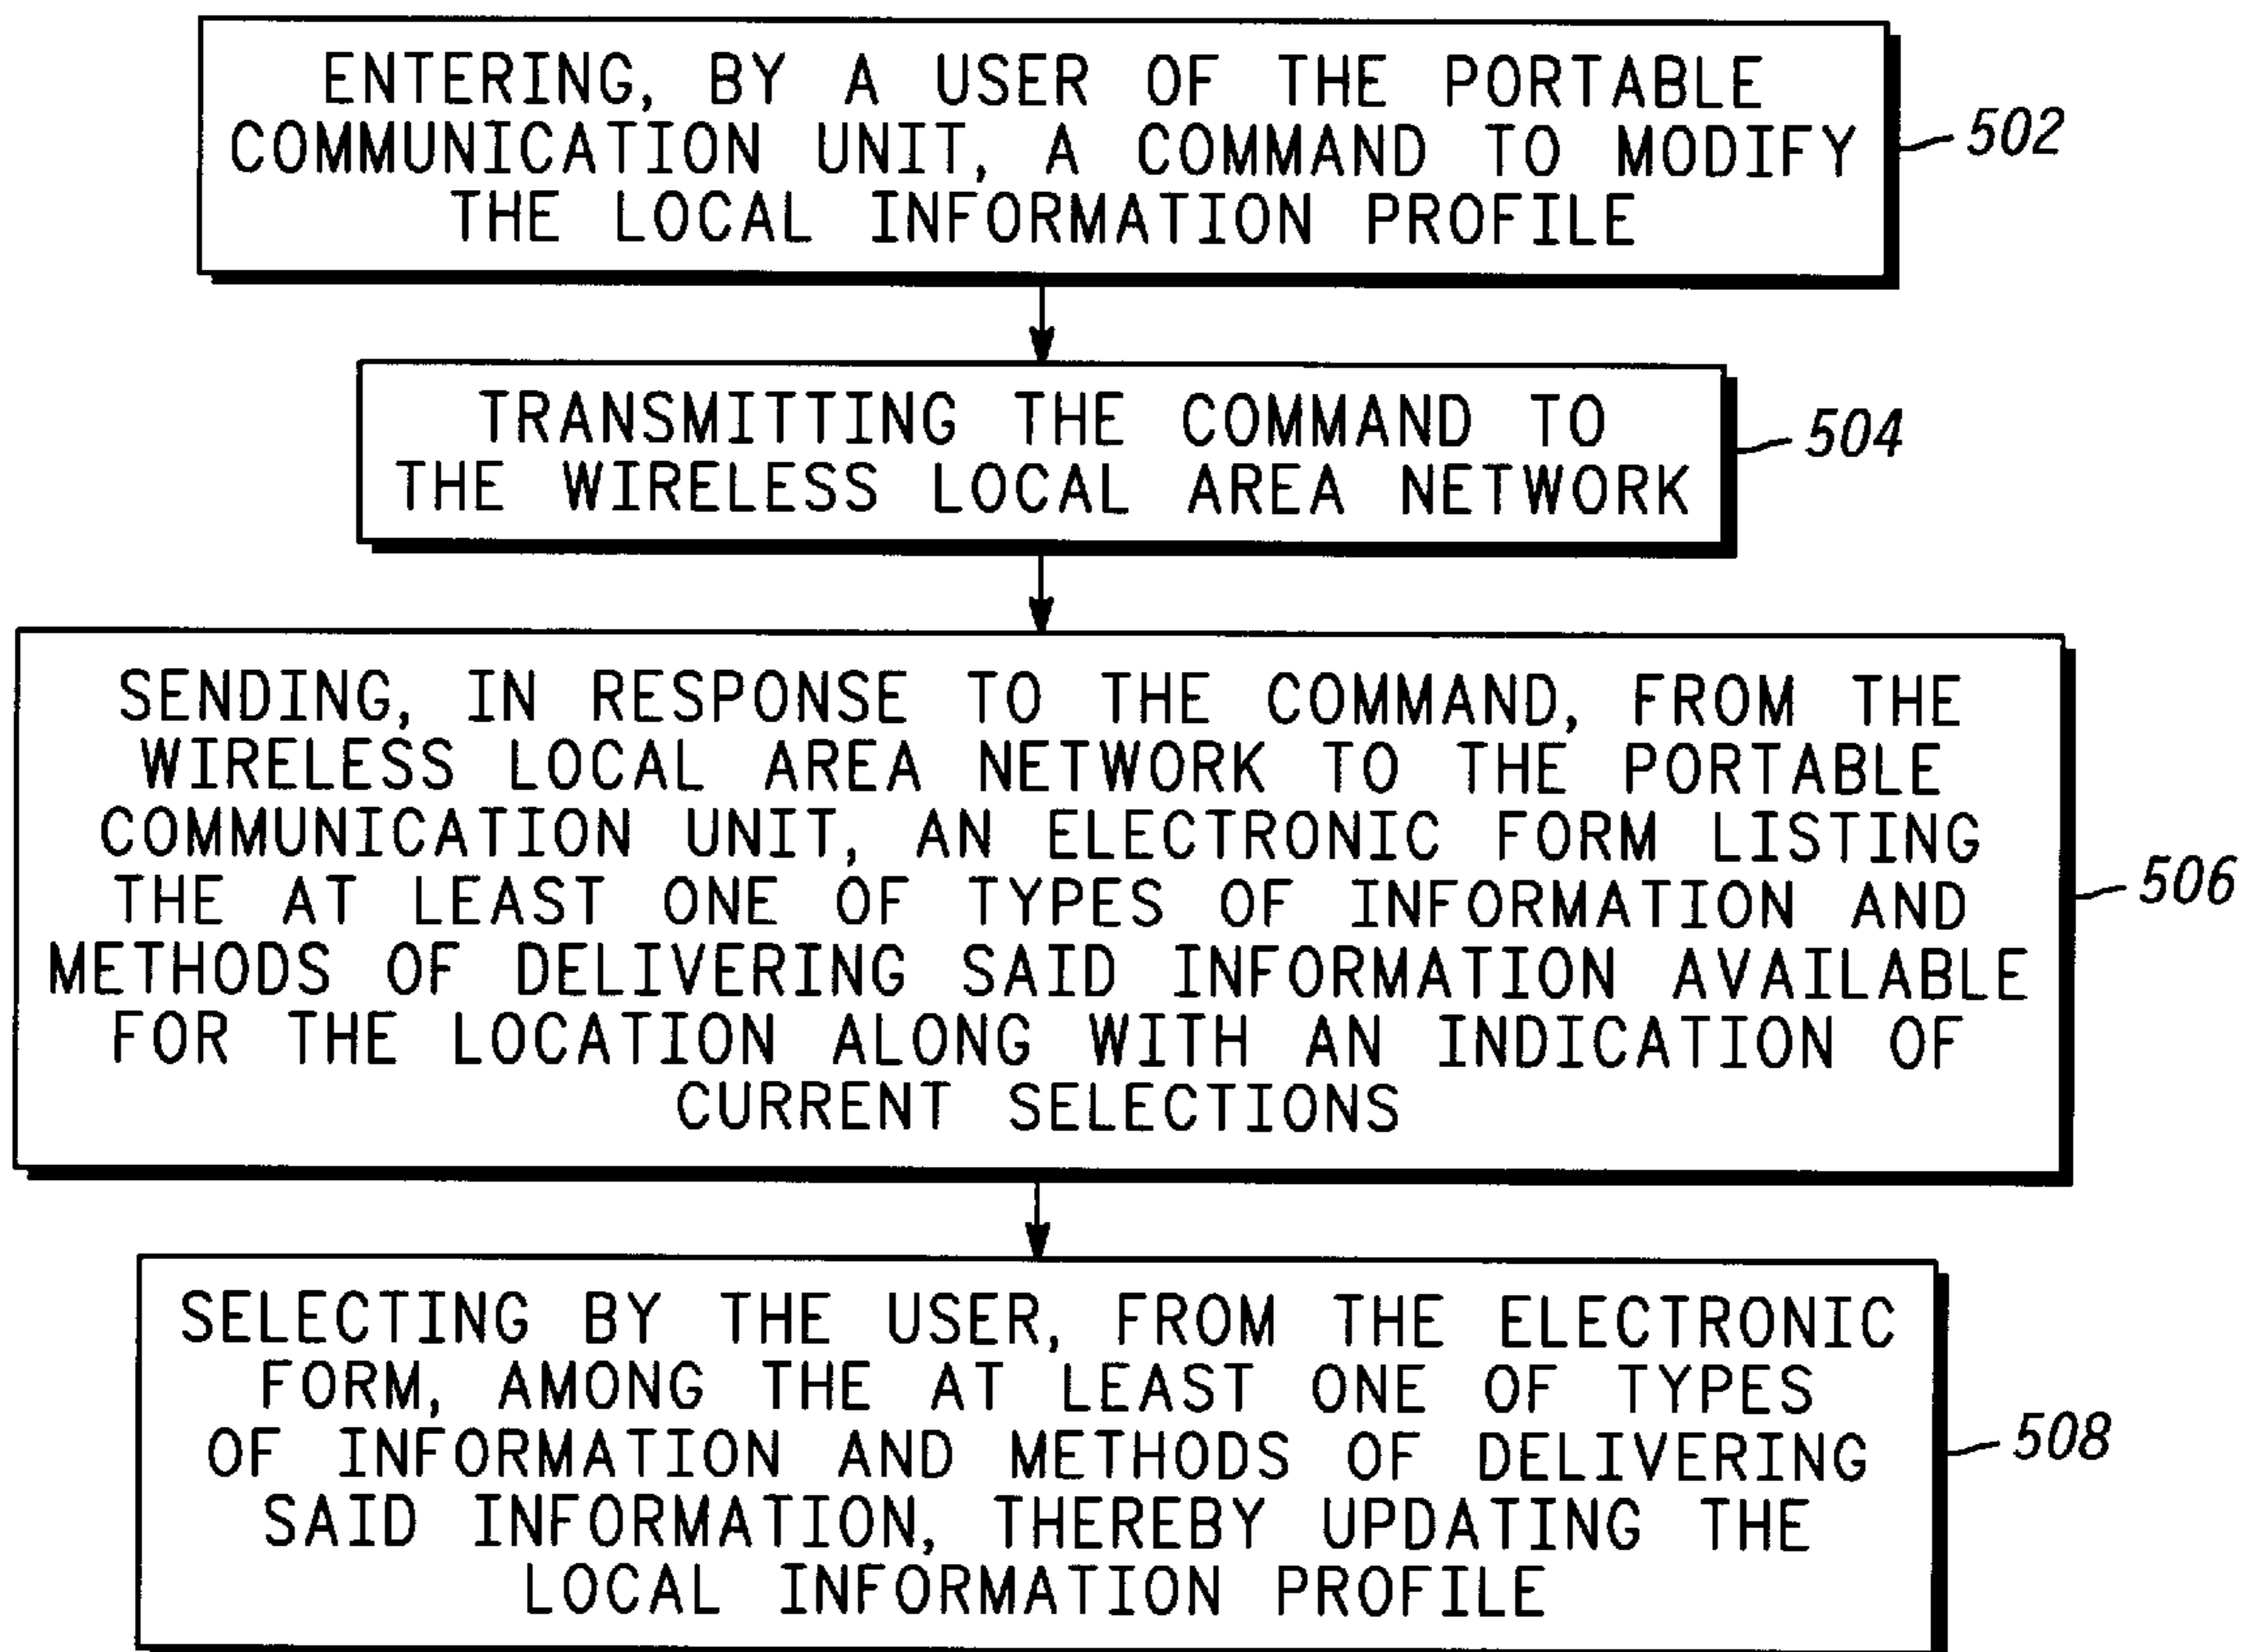 ENTERING, BY A USER OF THE PORTABLE
COMMUNICATION UNIT, A COMMAND TO MODIFY
THE LOCAL INFORMATION PROFILE
502
TRANSMITTING THE COMMAND TO
THE WIRELESS LOCAL AREA NETWORK
504
SENDING, IN RESPONSE TO THE COMMAND, FROM THE
WIRELESS LOCAL AREA NETWORK TO THE PORTABLE
COMMUNICATION UNIT, AN ELECTRONIC FORM LISTING
THE AT LEAST ONE OF TYPES OF INFORMATION AND
METHODS OF DELIVERING SAID INFORMATION AVAILABLE
FOR THE LOCATION ALONG WITH AN INDICATION OF
CURRENT SELECTIONS
506
SELECTING BY THE USER, FROM THE ELECTRONIC
FORM, AMONG THE AT LEAST ONE OF TYPES
OF INFORMATION AND METHODS OF DELIVERING
SAID INFORMATION, THEREBY UPDATING THE
LOCAL INFORMATION PROFILE
508